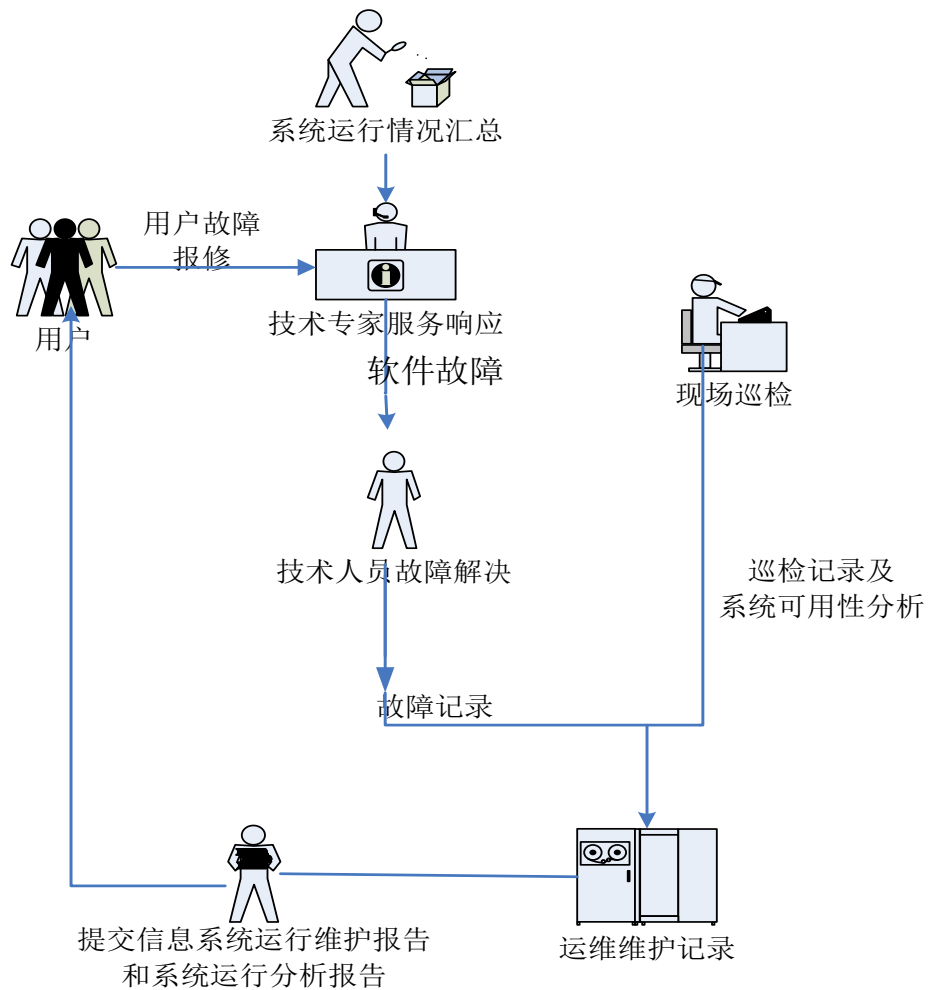 系统运行情况汇总
用户故障
报修
用户
技术专家服务响应
软件故障
现场巡检
技术人员故障解决
巡检记录及
系统可用性分析
故障记录
提交信息系统运行维护报告
和系统运行分析报告
运维维护记录